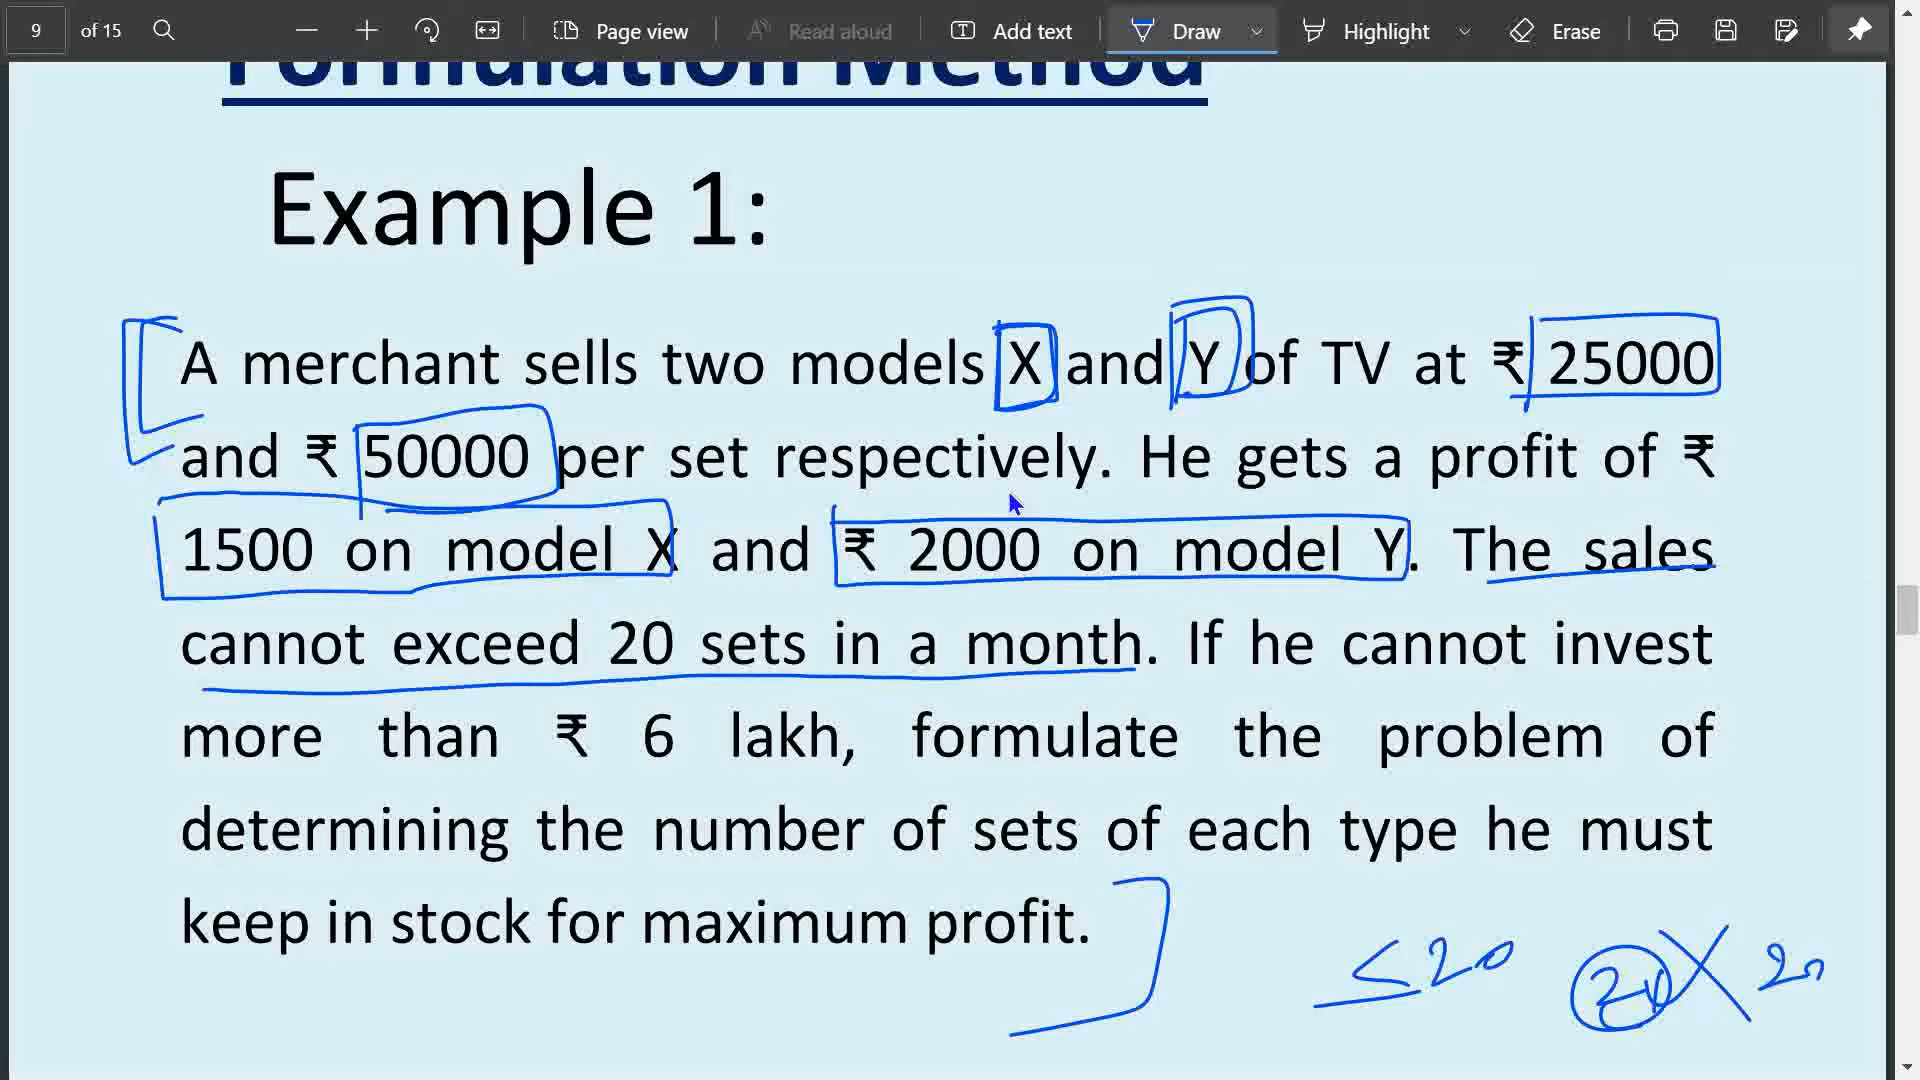 9 of 15 Page view Read aloud Add text Draw Highlight Erase
Formulation Method
Example 1:
A merchant sells two models X and Y of TV at ₹ 25000
and ₹ 50000 per set respectively. He gets a profit of ₹
1500 on model X and ₹ 2000 on model Y. The sales
cannot exceed 20 sets in a month. If he cannot invest
more than ₹ 6 lakh, formulate the problem of
determining the number of sets of each type he must
keep in stock for maximum profit.
≤ 20